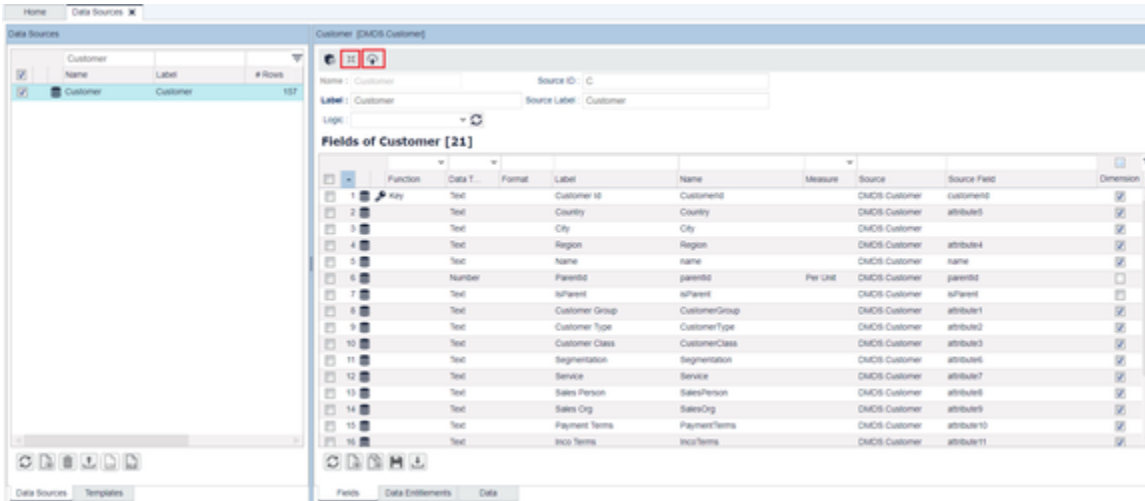 Home Data Sources
Data Sources
Customer
Name Label # Rows
Customer Customer 157
Data Sources Templates
Customer [DMDS.Customer]
Name : Customer Source ID : C
Label : Customer Source Label : Customer
Logic :
Fields of Customer [21]
Function Data T... Format Label Name Measure Source Source Field Dimension
1 Key Text Customer Id CustomerId DMDS.Customer customerId
2 Text Country Country DMDS.Customer attribute5
3 Text City City DMDS.Customer
4 Text Region Region DMDS.Customer attribute4
5 Text Name name DMDS.Customer name
6 Number ParentId parentId Per Unit DMDS.Customer parentId
7 Text isParent isParent DMDS.Customer isParent
8 Text Customer Group CustomerGroup DMDS.Customer attribute1
9 Text Customer Type CustomerType DMDS.Customer attribute2
10 Text Customer Class CustomerClass DMDS.Customer attribute3
11 Text Segmentation Segmentation DMDS.Customer attribute6
12 Text Service Service DMDS.Customer attribute7
13 Text Sales Person SalesPerson DMDS.Customer attribute8
14 Text Sales Org SalesOrg DMDS.Customer attribute9
15 Text Payment Terms PaymentTerms DMDS.Customer attribute10
16 Text Inco Terms IncoTerms DMDS.Customer attribute11
Fields Data Entitlements Data